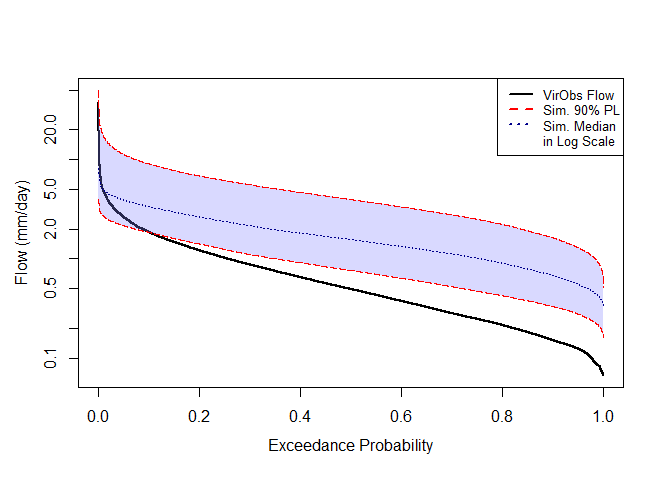 VirObs Flow
Sim. 90% PL
Sim. Median
in Log Scale
Flow (mm/day)
20.0
5.0
2.0
0.5
0.1
0.0 0.2 0.4 0.6 0.8 1.0
Exceedance Probability